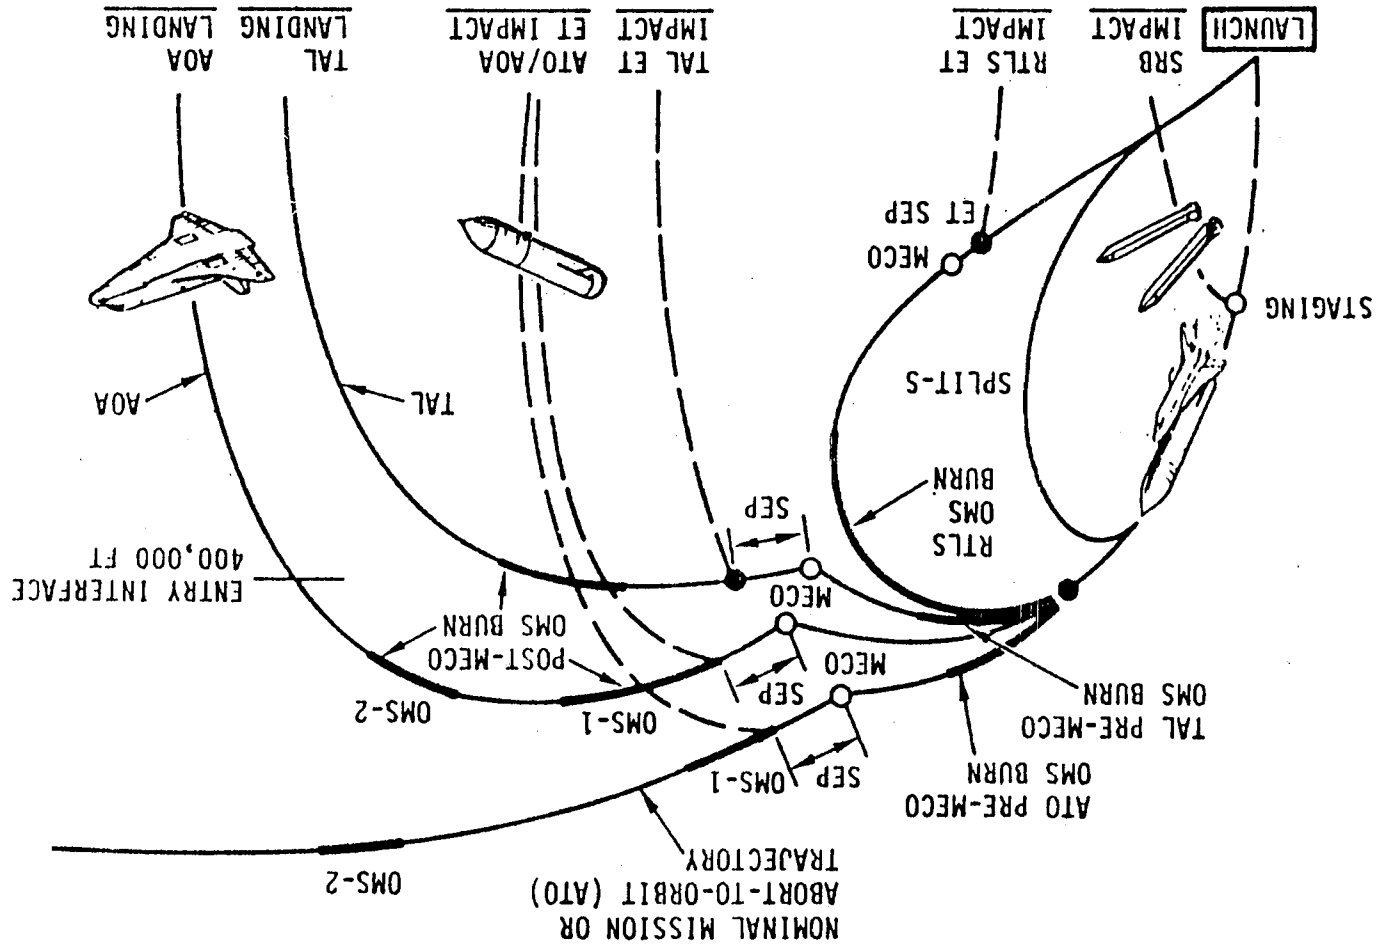 NOMINAL MISSION OR
ABORT-TO-ORBIT (ATO)
TRAJECTORY
OMS-2
ATO PRE-MECO
OMS BURN
SEP
OMS-1
TAL PRE-MECO
OMS BURN
MECO
SEP
OMS-1
OMS-2
POST-MECO
OMS BURN
MECO
ENTRY INTERFACE
400,000 FT
RTLS
OMS
BURN
SEP
SPLIT-S
TAL
AOA
STAGING
MECO
ET SEP
LAUNCH
SRB
IMPACT
RTLS ET
IMPACT
TAL ET
IMPACT
ATO/AOA
ET IMPACT
TAL
LANDING
AOA
LANDING